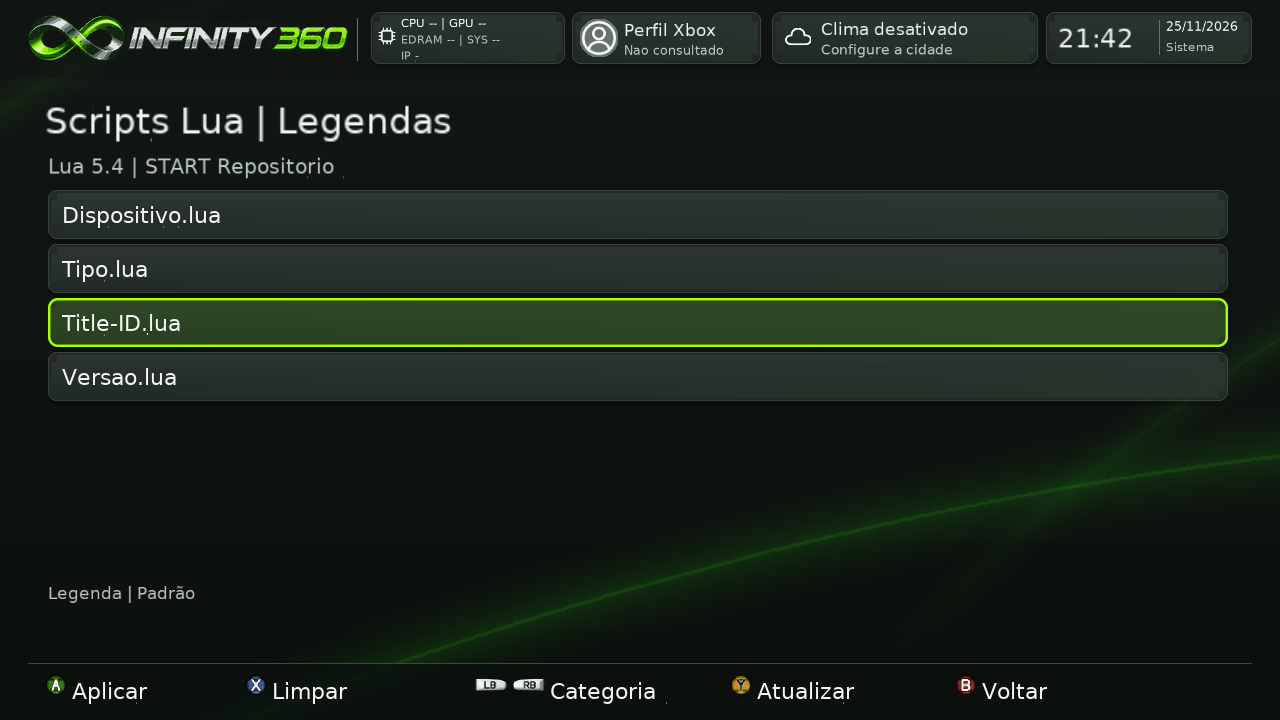 INFINITY 360
CPU -- | GPU --
EDRAM -- | SYS --
IP -
Perfil Xbox
Nao consultado
Clima desativado
Configure a cidade
21:42
25/11/2026
Sistema
Scripts Lua | Legendas
Lua 5.4 | START Repositorio
Dispositivo.lua
Tipo.lua
Title-ID.lua
Versao.lua
Legenda | Padrão
A Aplicar
X Limpar
LB RB Categoria
Y Atualizar
B Voltar